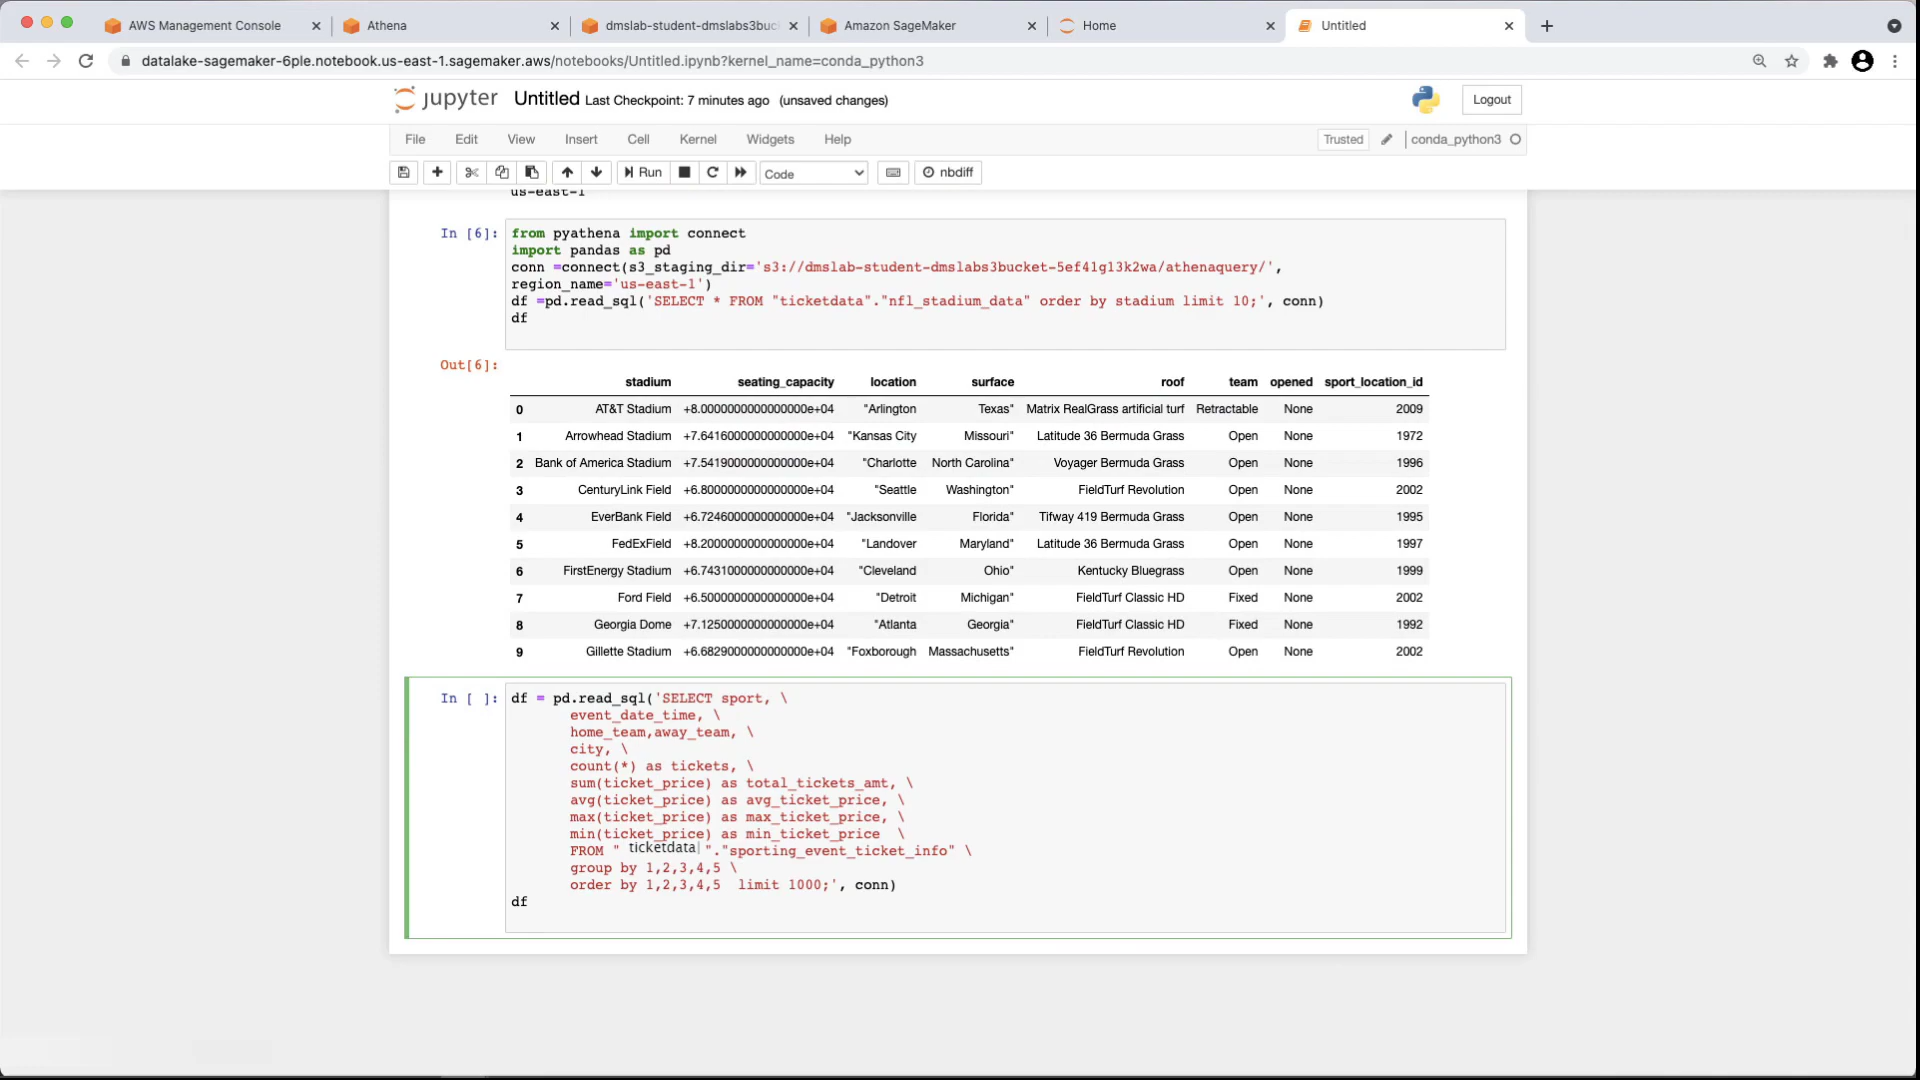 AWS Management Console
Athena
dmslab-student-dmslabs3buc
Amazon SageMaker
Home
Untitled
datalake-sagemaker-6ple.notebook.us-east-1.sagemaker.aws/notebooks/Untitled.ipynb?kernel_name=conda_python3
jupyter Untitled Last Checkpoint: 7 minutes ago (unsaved changes)
Logout
File Edit View Insert Cell Kernel Widgets Help
Trusted conda_python3
Run Code nbdiff
us-east-1
In [6]: from pyathena import connect
import pandas as pd
conn =connect(s3_staging_dir='s3://dmslab-student-dmslabs3bucket-5ef41g13k2wa/athenaquery/',
region_name='us-east-1')
df =pd.read_sql('SELECT * FROM "ticketdata"."nfl_stadium_data" order by stadium limit 10;', conn)
df
Out[6]:
stadium seating_capacity location surface roof team opened sport_location_id
0 AT&T Stadium +8.0000000000000000e+04 "Arlington Texas" Matrix RealGrass artificial turf Retractable None 2009
1 Arrowhead Stadium +7.6416000000000000e+04 "Kansas City Missouri" Latitude 36 Bermuda Grass Open None 1972
2 Bank of America Stadium +7.5419000000000000e+04 "Charlotte North Carolina" Voyager Bermuda Grass Open None 1996
3 CenturyLink Field +6.8000000000000000e+04 "Seattle Washington" FieldTurf Revolution Open None 2002
4 EverBank Field +6.7246000000000000e+04 "Jacksonville Florida" Tifway 419 Bermuda Grass Open None 1995
5 FedExField +8.2000000000000000e+04 "Landover Maryland" Latitude 36 Bermuda Grass Open None 1997
6 FirstEnergy Stadium +6.7431000000000000e+04 "Cleveland Ohio" Kentucky Bluegrass Open None 1999
7 Ford Field +6.5000000000000000e+04 "Detroit Michigan" FieldTurf Classic HD Fixed None 2002
8 Georgia Dome +7.1250000000000000e+04 "Atlanta Georgia" FieldTurf Classic HD Fixed None 1992
9 Gillette Stadium +6.6829000000000000e+04 "Foxborough Massachusetts" FieldTurf Revolution Open None 2002
In [ ]: df = pd.read_sql('SELECT sport, \
event_date_time, \
home_team,away_team, \
city, \
count(*) as tickets, \
sum(ticket_price) as total_tickets_amt, \
avg(ticket_price) as avg_ticket_price, \
max(ticket_price) as max_ticket_price, \
min(ticket_price) as min_ticket_price \
FROM " ticketdata "."sporting_event_ticket_info" \
group by 1,2,3,4,5 \
order by 1,2,3,4,5 limit 1000;', conn)
df